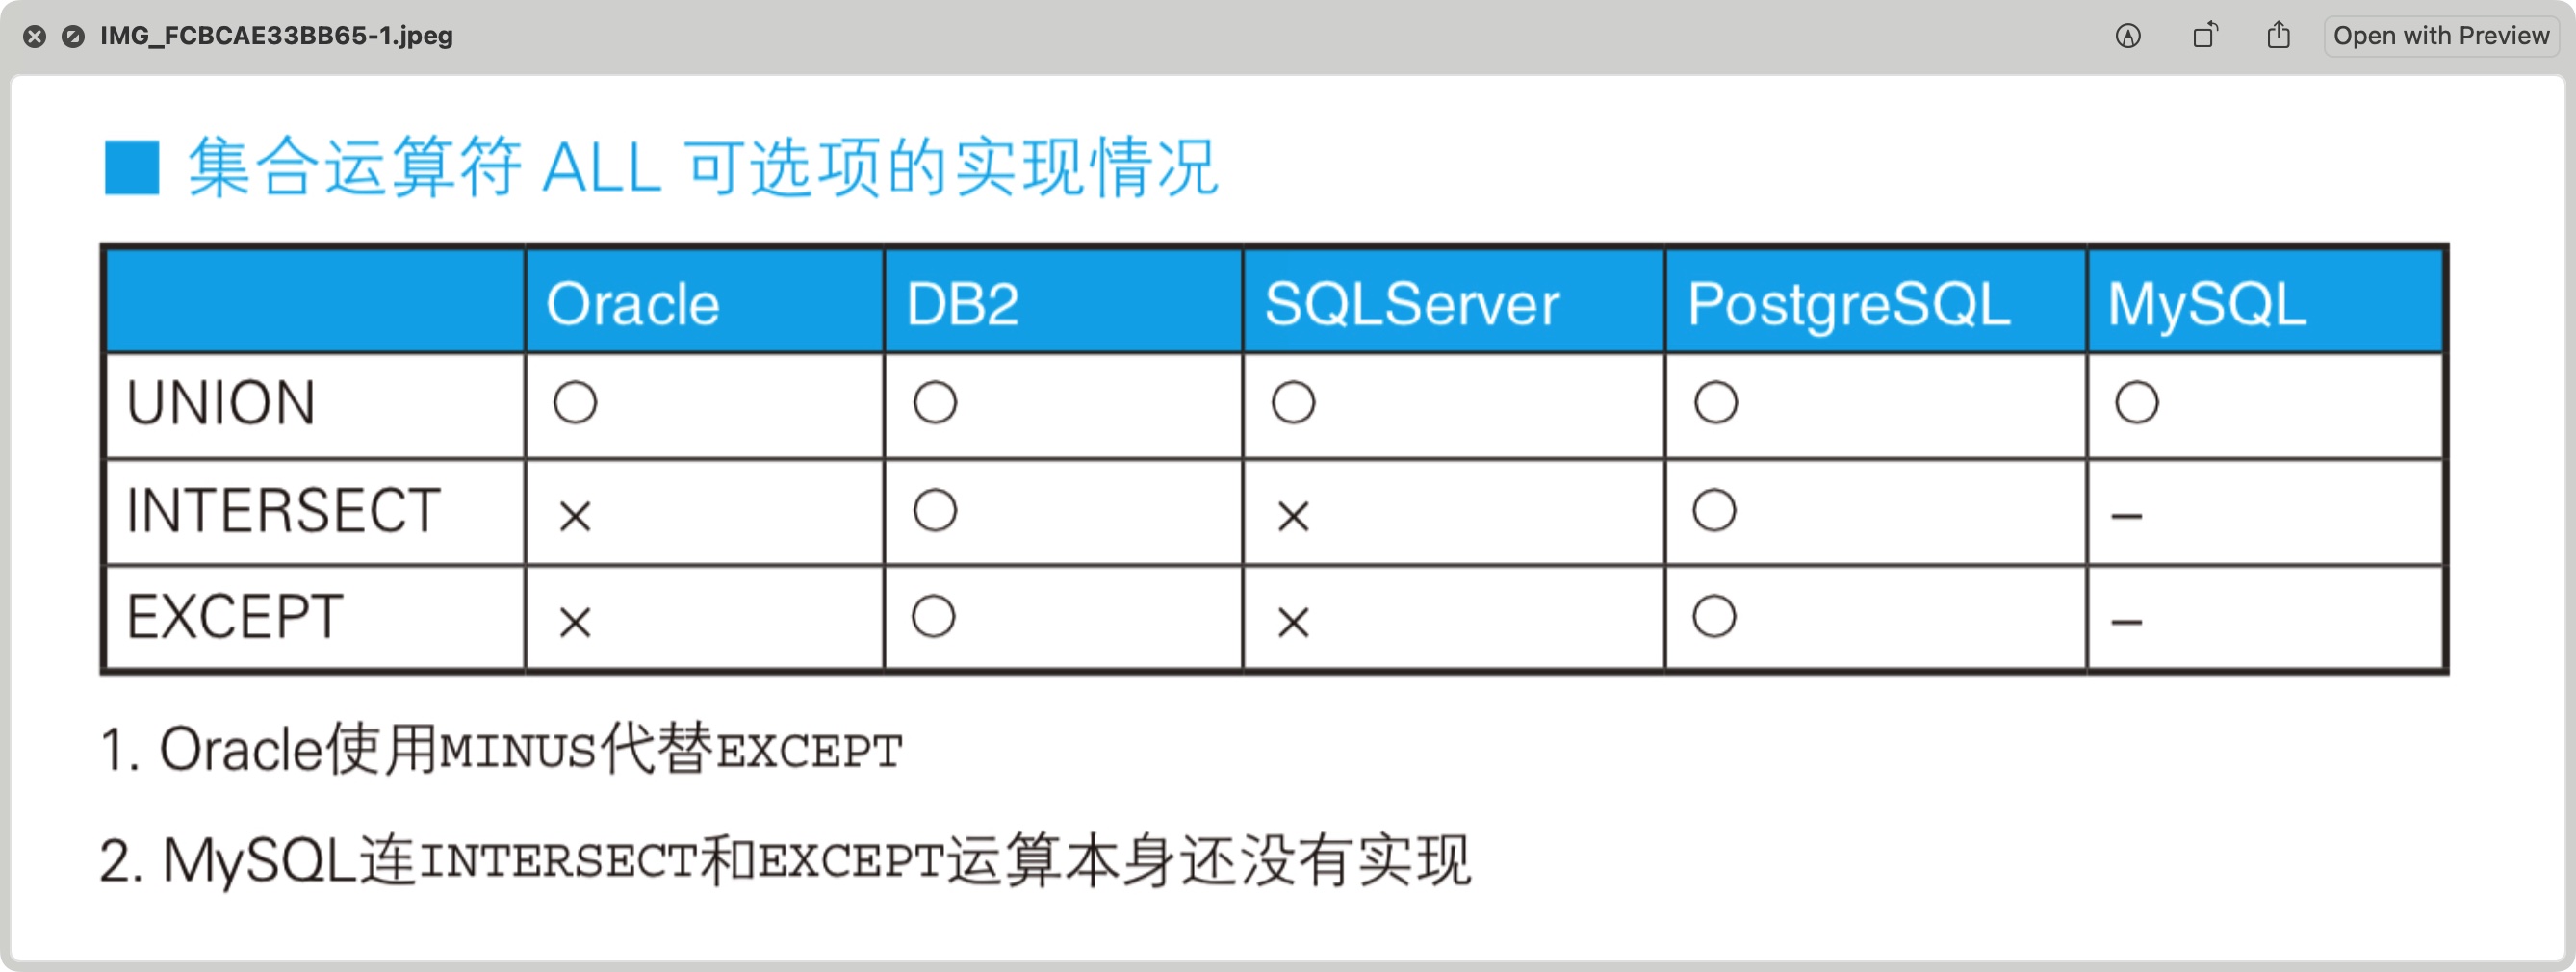 IMG_FCBCAE33BB65-1.jpeg Open with Preview
■ 集合运算符 ALL 可选项的实现情况
Oracle DB2 SQLServer PostgreSQL MySQL
UNION ○ ○ ○ ○ ○
INTERSECT × ○ × ○ –
EXCEPT × ○ × ○ –
1. Oracle使用MINUS代替EXCEPT
2. MySQL连INTERSECT和EXCEPT运算本身还没有实现